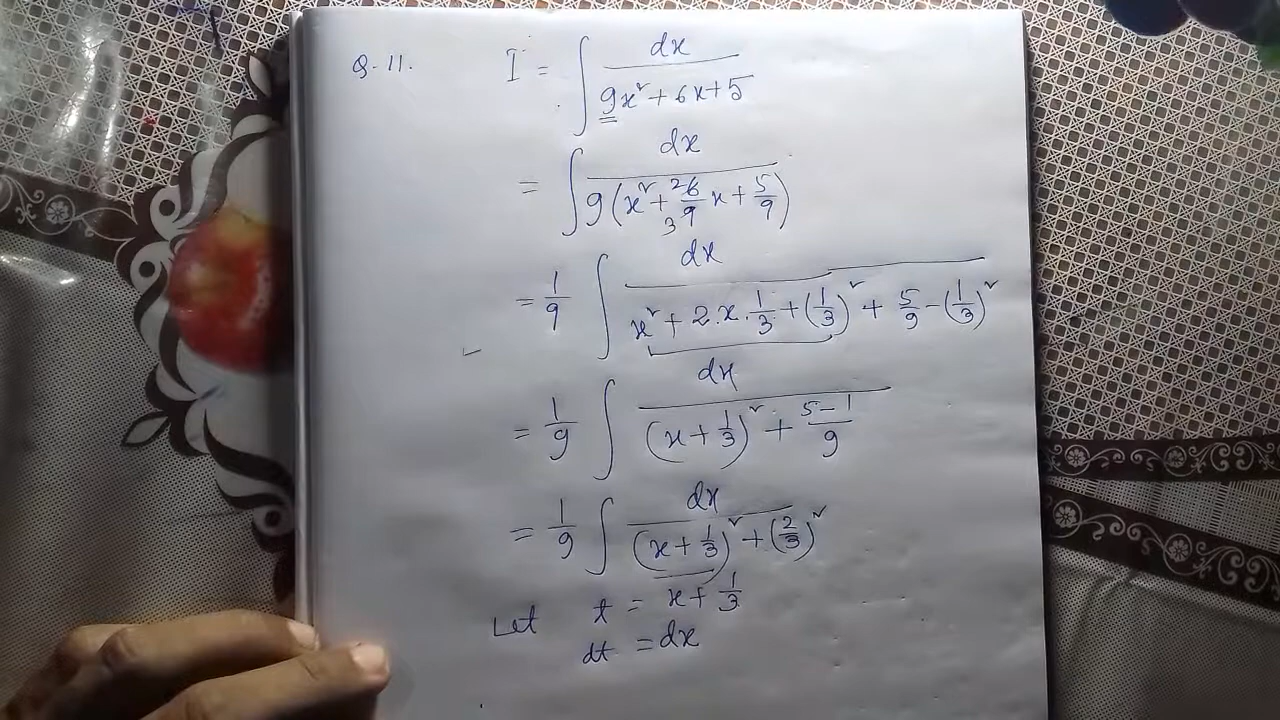 Q.11. I = ∫ dx / (9x² + 6x + 5)
= ∫ dx / 9(x² + 26/39 x + 5/9)
= 1/9 ∫ dx / (x² + 2.x.1/3 + (1/3)² + 5/9 - (1/3)²)
= 1/9 ∫ dx / ((x + 1/3)² + (5-1)/9)
= 1/9 ∫ dx / ((x + 1/3)² + (2/3)²)
Let t = x + 1/3
dt = dx